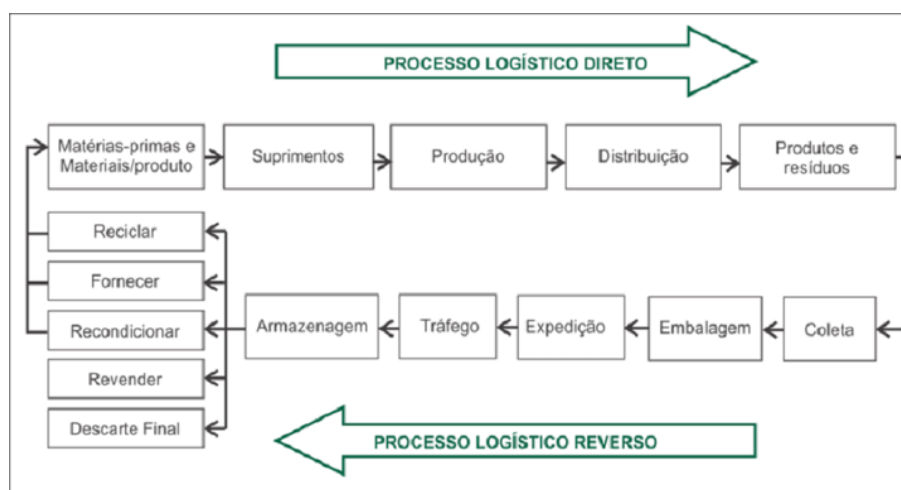 PROCESSO LOGÍSTICO DIRETO
Matérias-primas e
Materiais/produto
Suprimentos
Produção
Distribuição
Produtos e
resíduos
Reciclar
Fornecer
Recondicionar
Revender
Descarte Final
Armazenagem
Tráfego
Expedição
Embalagem
Coleta
PROCESSO LOGÍSTICO REVERSO